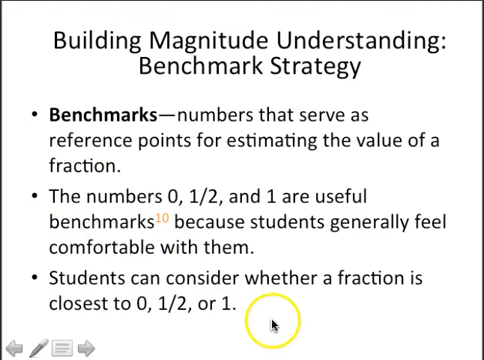 Building Magnitude Understanding:
Benchmark Strategy
• Benchmarks—numbers that serve as
reference points for estimating the value of a
fraction.
• The numbers 0, 1/2, and 1 are useful
benchmarks10 because students generally feel
comfortable with them.
• Students can consider whether a fraction is
closest to 0, 1/2, or 1.